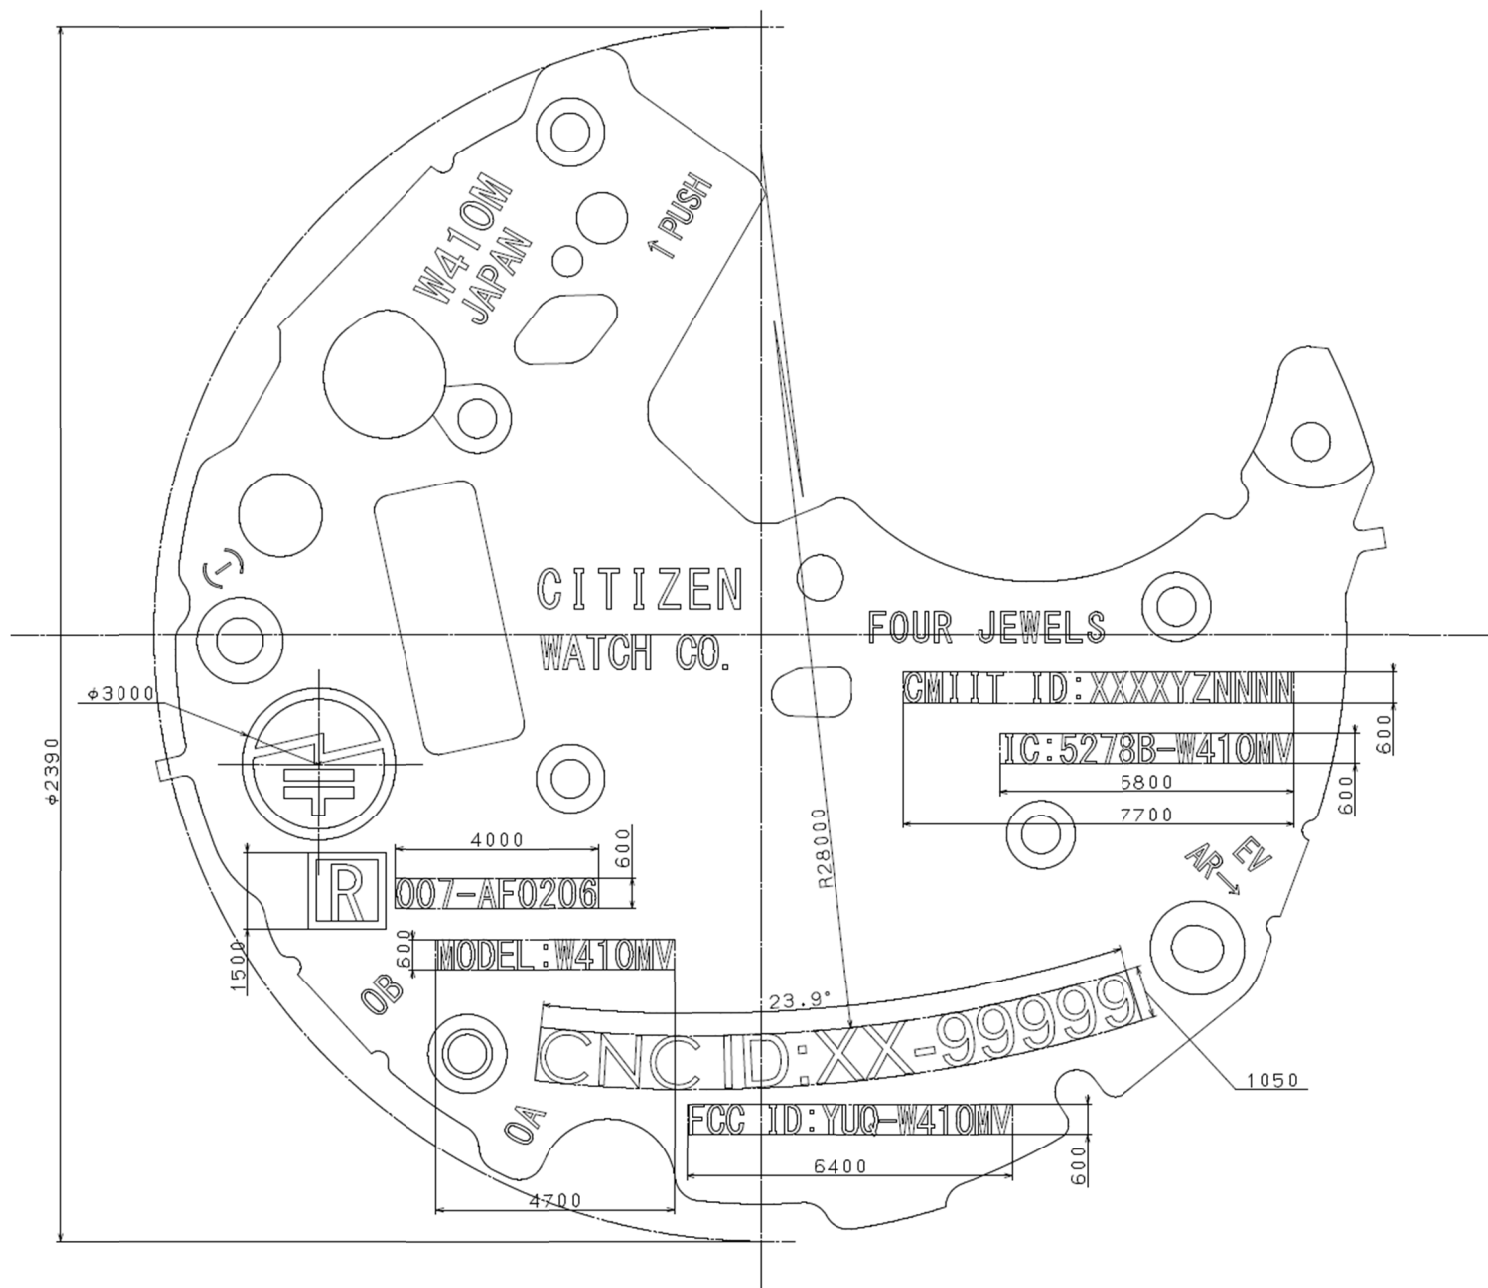 W410M
JAPAN
↑PUSH
(-)
CITIZEN
WATCH CO.
FOUR JEWELS
CMIIT ID:XXXXYZNNNN
600
IC:5278B-W410MV
600
5800
7700
φ3000
φ2390
4000
600
R
007-AF0206
1500
600
MODEL:W410MV
R28000
EV
AR→
0B
23.9°
CNC ID:XX-99999
1050
0A
FCC ID:YUQ-W410MV
600
6400
4700